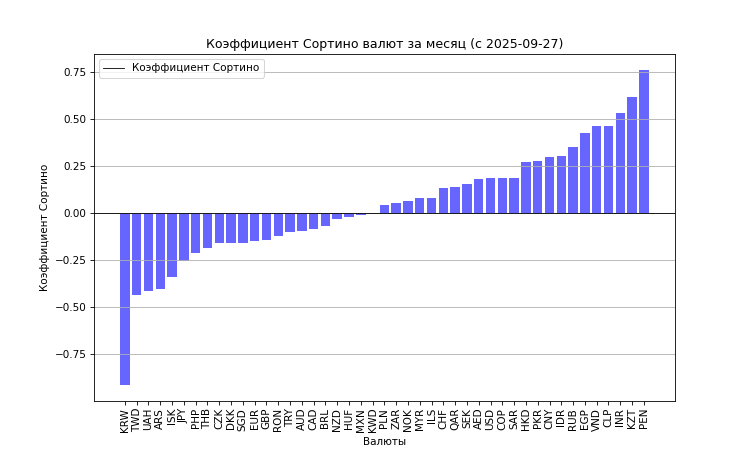 Коэффициент Сортино валют за месяц (с 2025-09-27)
Коэффициент Сортино
0.75
0.50
0.25
0.00
−0.25
−0.50
−0.75
Коэффициент Сортино
KRW TWD UAH ARS ISK JPY PHP THB CZK DKK SGD EUR GBP RON TRY AUD CAD BRL NZD HUF MXN KWD PLN ZAR NOK MYR ILS CHF QAR SEK AED USD COP SAR HKD PKR CNY IDR RUB EGP VND CLP INR KZT PEN
Валюты